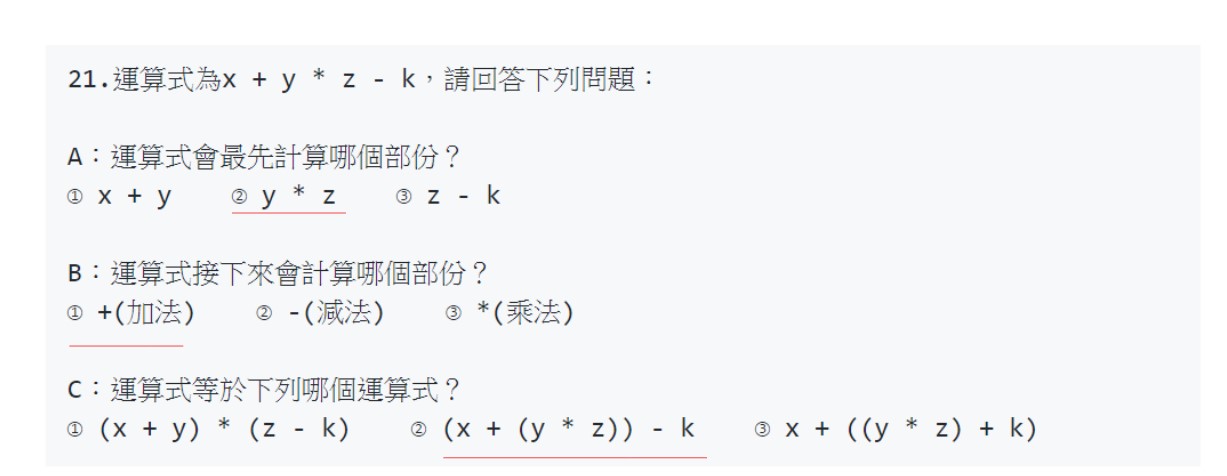 21.運算式為x + y * z - k，請回答下列問題：
A：運算式會最先計算哪個部份？
① x + y ② y * z ③ z - k
B：運算式接下來會計算哪個部份？
① +(加法) ② -(減法) ③ *(乘法)
C：運算式等於下列哪個運算式？
① (x + y) * (z - k) ② (x + (y * z)) - k ③ x + ((y * z) + k)